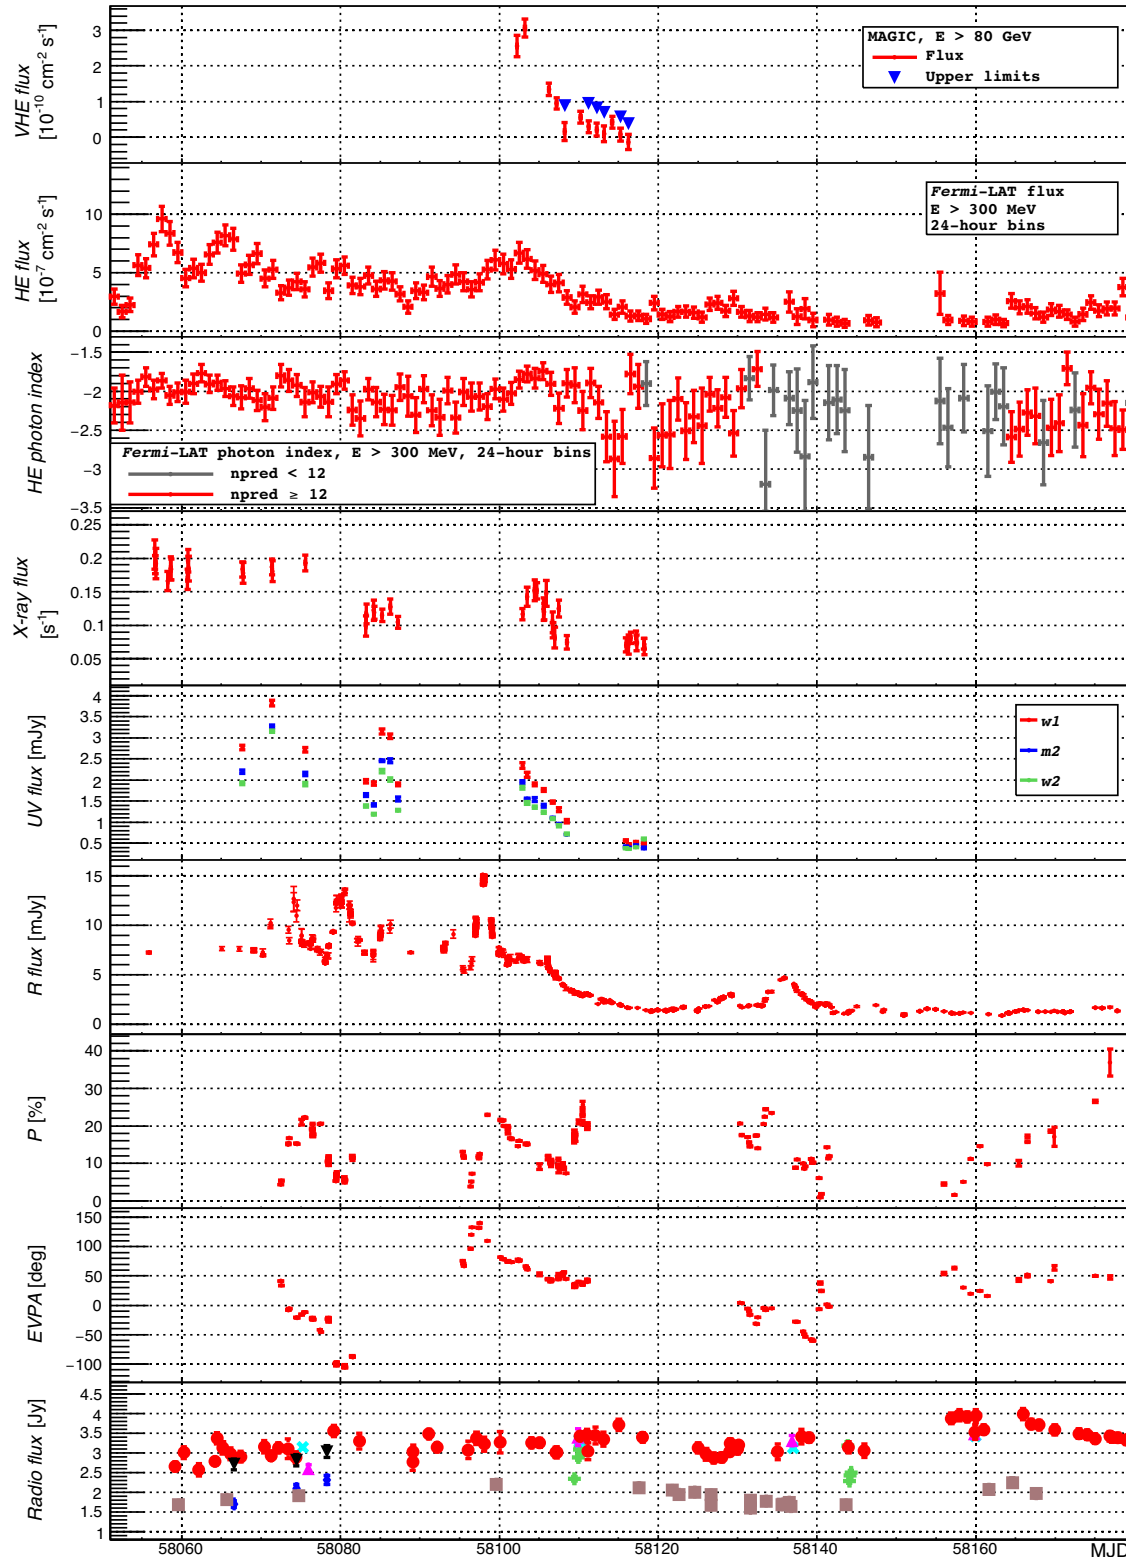 VHE flux
[10⁻¹⁰ cm⁻² s⁻¹]
3
2
1
0
MAGIC, E > 80 GeV
Flux
Upper limits
HE flux
[10⁻⁷ cm⁻² s⁻¹]
10
5
0
Fermi-LAT flux
E > 300 MeV
24-hour bins
HE photon index
−1.5
−2
−2.5
−3
−3.5
Fermi-LAT photon index, E > 300 MeV, 24-hour bins
npred < 12
npred ≥ 12
X-ray flux
[s⁻¹]
0.25
0.2
0.15
0.1
0.05
UV flux [mJy]
4
3.5
3
2.5
2
1.5
1
0.5
w1
m2
w2
R flux [mJy]
15
10
5
0
P [%]
40
30
20
10
0
EVPA [deg]
150
100
50
0
−50
−100
Radio flux [Jy]
4.5
4
3.5
3
2.5
2
1.5
1
58060 58080 58100 58120 58140 58160 MJD